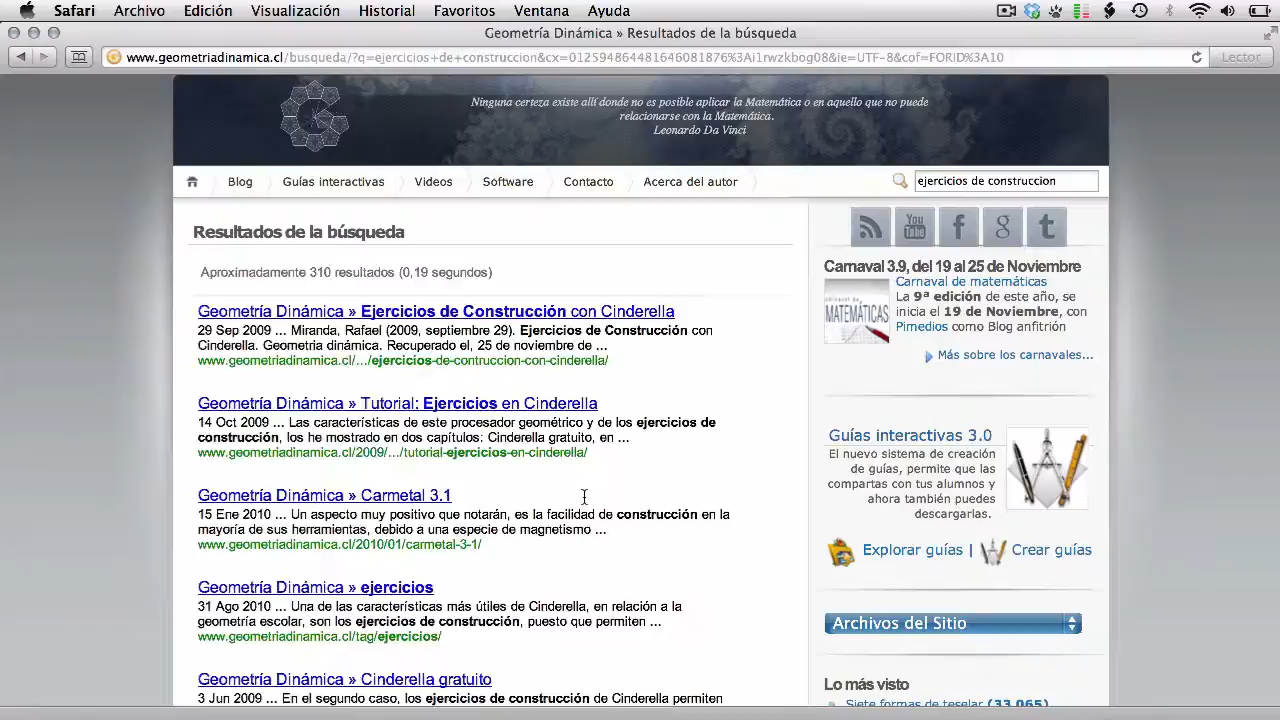 Safari Archivo Edición Visualización Historial Favoritos Ventana Ayuda
Geometría Dinámica » Resultados de la búsqueda
www.geometriadinamica.cl/busqueda/?q=ejercicios+de+construccion&cx=012594864481646081876%3Ai1rwzkbog08&ie=UTF-8&cof=FORID%3A10
Lector
Ninguna certeza existe allí donde no es posible aplicar la Matemática o en aquello que no puede
relacionarse con la Matemática.
Leonardo Da Vinci
Blog Guías interactivas Videos Software Contacto Acerca del autor
ejercicios de construccion
Resultados de la búsqueda
Aproximadamente 310 resultados (0,19 segundos)
Geometría Dinámica » Ejercicios de Construcción con Cinderella
29 Sep 2009 ... Miranda, Rafael (2009, septiembre 29). Ejercicios de Construcción con
Cinderella. Geometría dinámica. Recuperado el, 25 de noviembre de ...
www.geometriadinamica.cl/.../ejercicios-de-contruccion-con-cinderella/
Geometría Dinámica » Tutorial: Ejercicios en Cinderella
14 Oct 2009 ... Las características de este procesador geométrico y de los ejercicios de
construcción, los he mostrado en dos capítulos: Cinderella gratuito, en ...
www.geometriadinamica.cl/2009/.../tutorial-ejercicios-en-cinderella/
Geometría Dinámica » Carmetal 3.1
15 Ene 2010 ... Un aspecto muy positivo que notarán, es la facilidad de construcción en la
mayoría de sus herramientas, debido a una especie de magnetismo ...
www.geometriadinamica.cl/2010/01/carmetal-3-1/
Geometría Dinámica » ejercicios
31 Ago 2010 ... Una de las características más útiles de Cinderella, en relación a la
geometría escolar, son los ejercicios de construcción, puesto que permiten ...
www.geometriadinamica.cl/tag/ejercicios/
Geometría Dinámica » Cinderella gratuito
3 Jun 2009 ... En el segundo caso, los ejercicios de construcción de Cinderella permiten
You
Tube
f
g
t
Carnaval 3.9, del 19 al 25 de Noviembre
MATEMÁTICAS
Carnaval de matemáticas
La 9ª edición de este año, se
inicia el 19 de Noviembre, con
Pimedios como Blog anfitrión
Más sobre los carnavales...
Guías interactivas 3.0
El nuevo sistema de creación
de guías, permite que las
compartas con tus alumnos y
ahora también puedes
descargarlas.
Explorar guías | Crear guías
Archivos del Sitio
Lo más visto
Siete formas de teselar (33.065)